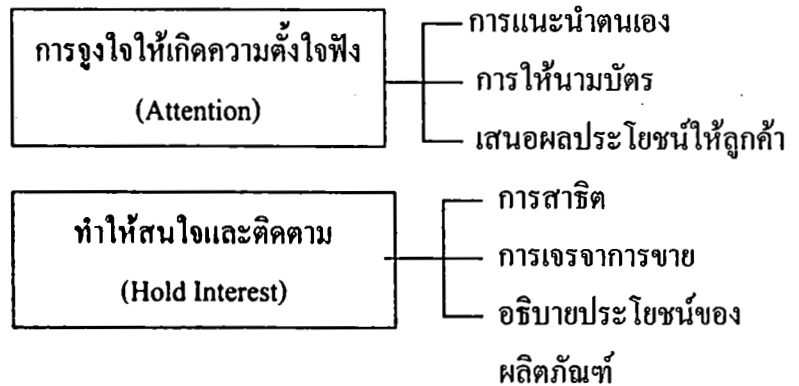 การจูงใจให้เกิดความตั้งใจฟัง
(Attention)
การแนะนำตนเอง
การให้นามบัตร
เสนอผลประโยชน์ให้ลูกค้า
ทำให้สนใจและติดตาม
(Hold Interest)
การสาธิต
การเจรจาการขาย
อธิบายประโยชน์ของ
ผลิตภัณฑ์